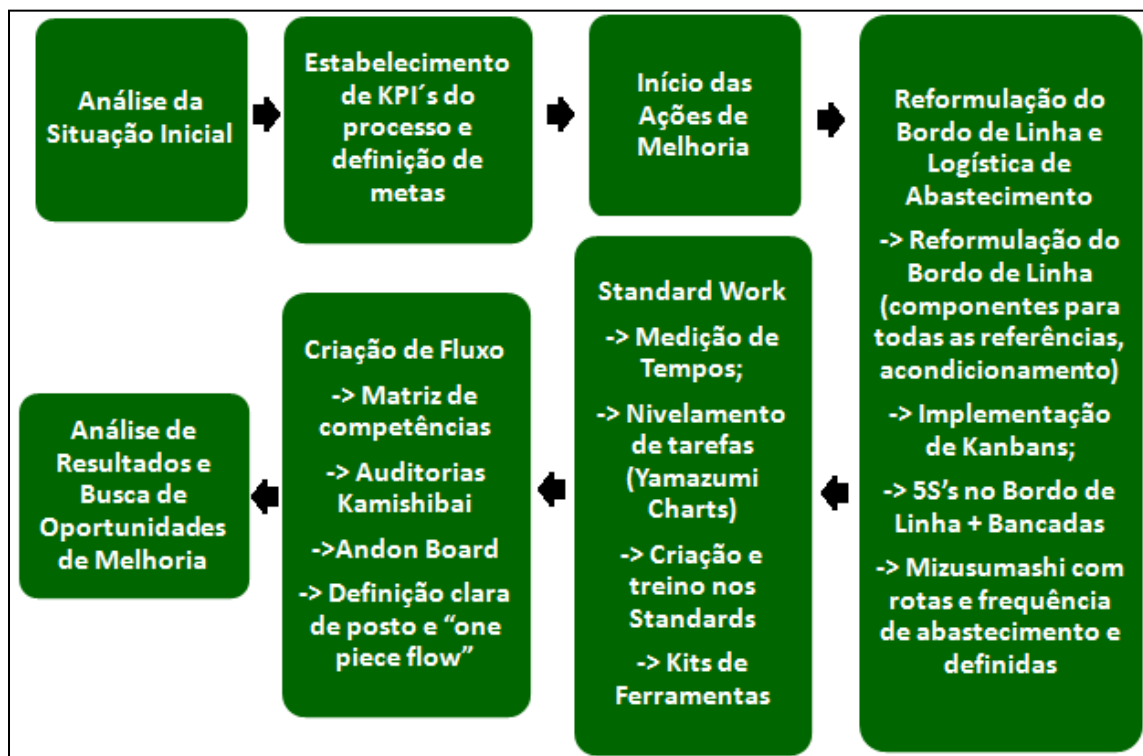 Análise da
Situação Inicial
Estabelecimento
de KPI´s do
processo e
definição de
metas
Início das
Ações de
Melhoria
Reformulação do
Bordo de Linha e
Logística de
Abastecimento
-> Reformulação do
Bordo de Linha
(componentes para
todas as referências,
acondicionamento)
-> Implementação
de Kanbans;
-> 5S’s no Bordo de
Linha + Bancadas
-> Mizusumashi com
rotas e frequência
de abastecimento e
definidas
Standard Work
-> Medição de
Tempos;
-> Nivelamento
de tarefas
(Yamazumi
Charts)
-> Criação e
treino nos
Standards
-> Kits de
Ferramentas
Criação de Fluxo
-> Matriz de
competências
-> Auditorias
Kamishibai
->Andon Board
-> Definição clara
de posto e “one
piece flow”
Análise de
Resultados e
Busca de
Oportunidades
de Melhoria